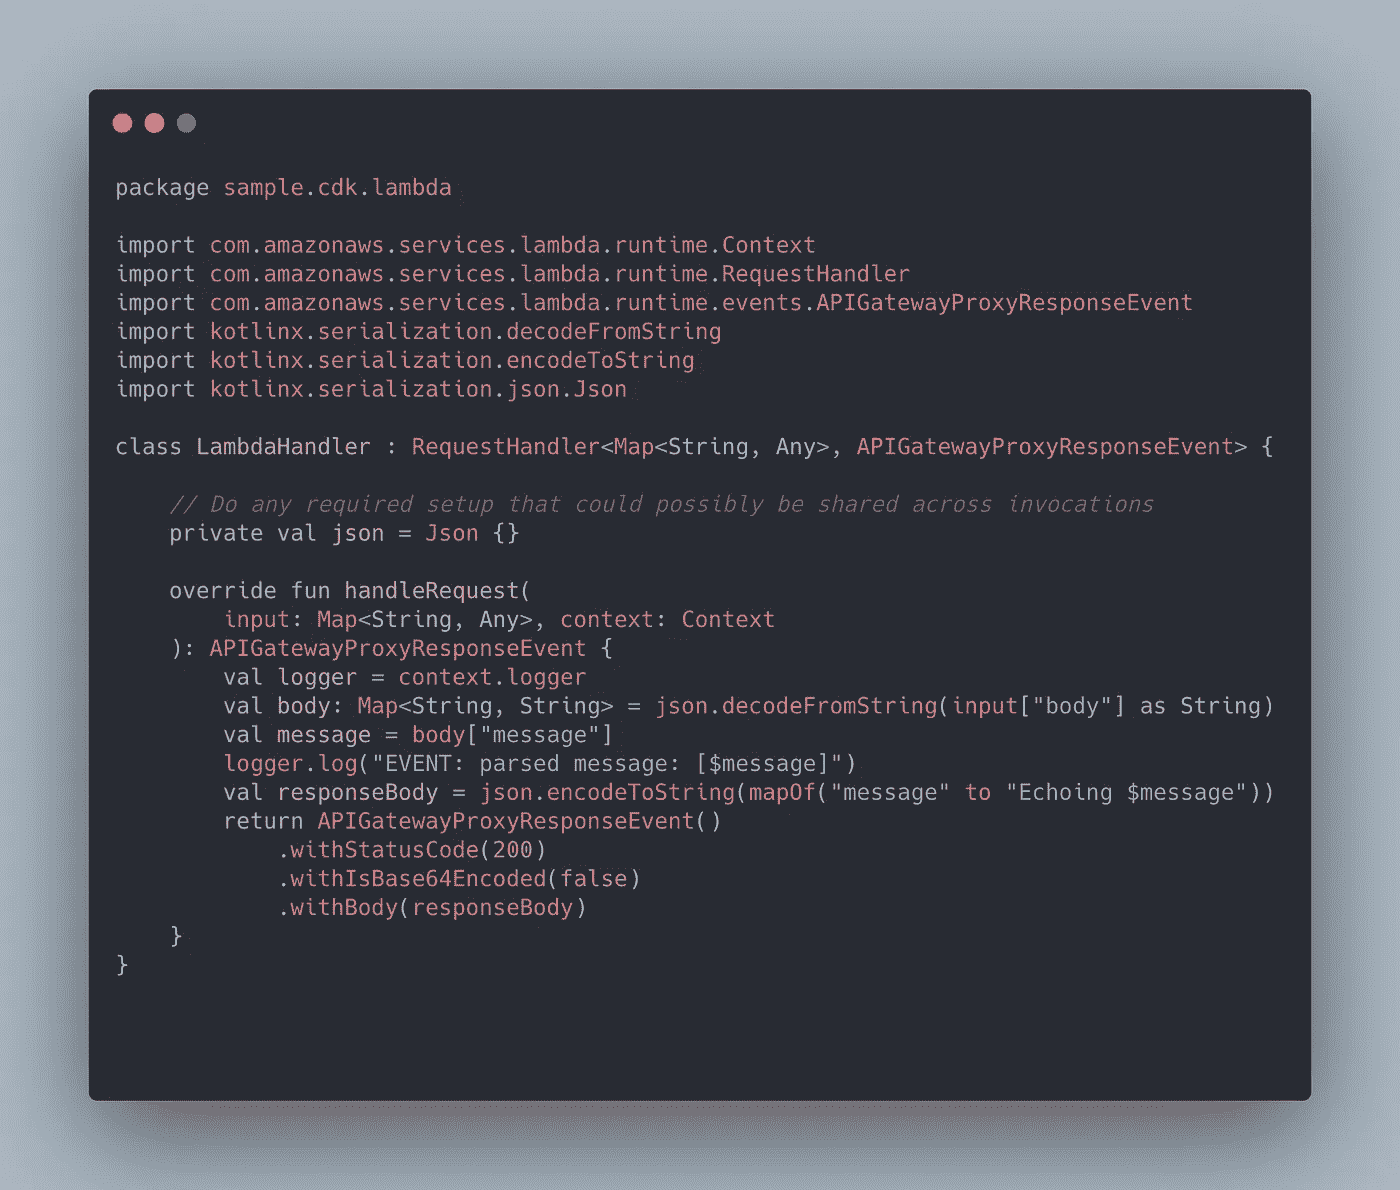 package sample.cdk.lambda
import com.amazonaws.services.lambda.runtime.Context
import com.amazonaws.services.lambda.runtime.RequestHandler
import com.amazonaws.services.lambda.runtime.events.APIGatewayProxyResponseEvent
import kotlinx.serialization.decodeFromString
import kotlinx.serialization.encodeToString
import kotlinx.serialization.json.Json
class LambdaHandler : RequestHandler<Map<String, Any>, APIGatewayProxyResponseEvent> {
    // Do any required setup that could possibly be shared across invocations
    private val json = Json {}
    override fun handleRequest(
        input: Map<String, Any>, context: Context
    ): APIGatewayProxyResponseEvent {
        val logger = context.logger
        val body: Map<String, String> = json.decodeFromString(input["body"] as String)
        val message = body["message"]
        logger.log("EVENT: parsed message: [$message]")
        val responseBody = json.encodeToString(mapOf("message" to "Echoing $message"))
        return APIGatewayProxyResponseEvent()
            .withStatusCode(200)
            .withIsBase64Encoded(false)
            .withBody(responseBody)
    }
}